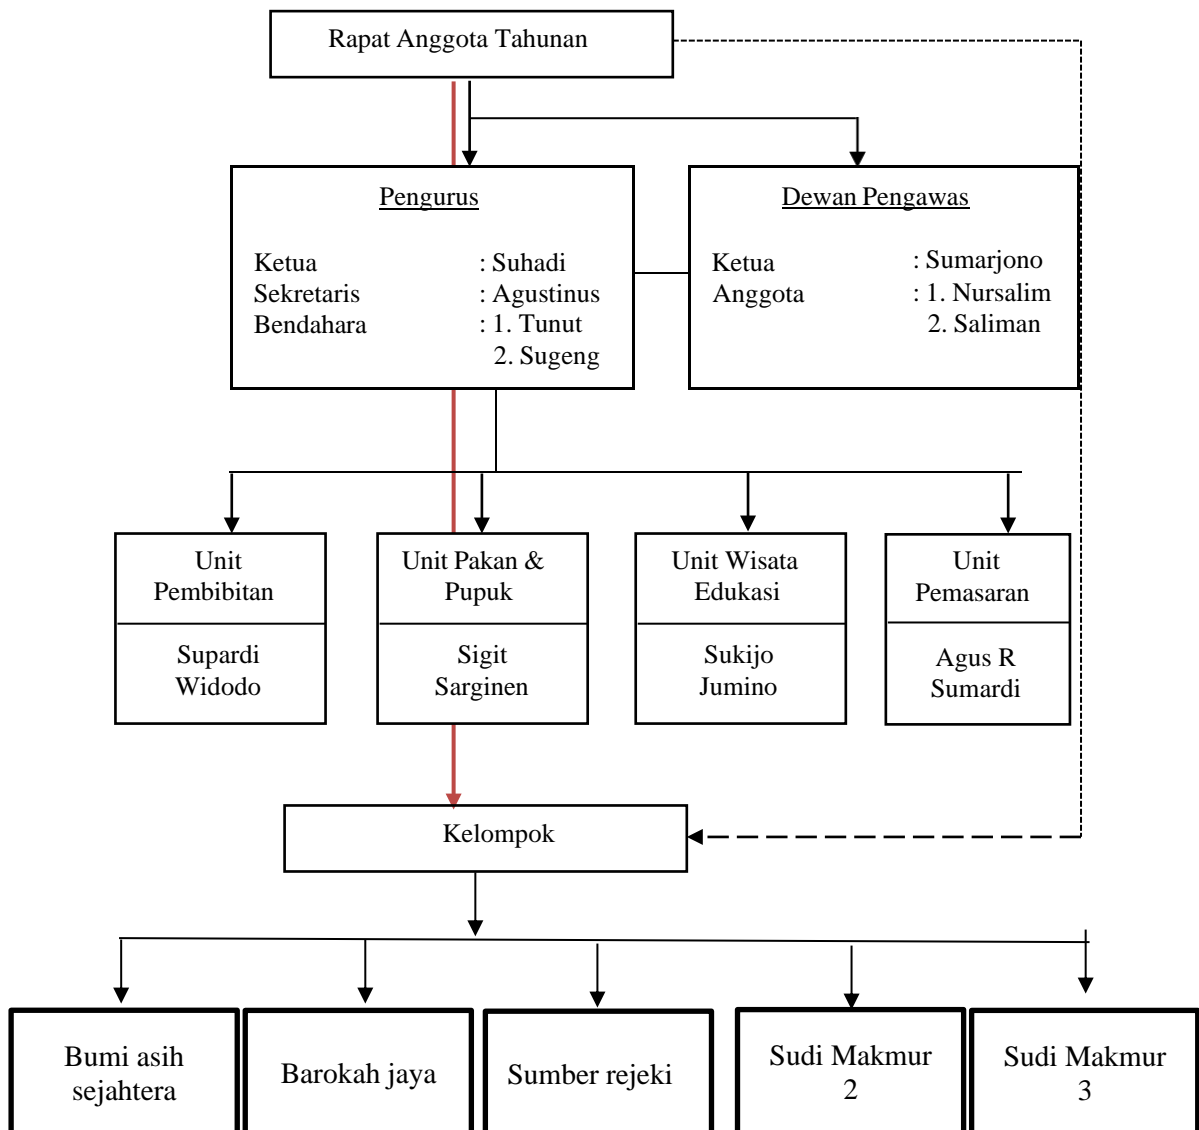 Rapat Anggota Tahunan
Pengurus
Ketua : Suhadi
Sekretaris : Agustinus
Bendahara : 1. Tunut
2. Sugeng
Dewan Pengawas
Ketua : Sumarjono
Anggota : 1. Nursalim
2. Saliman
Unit
Pembibitan
Supardi
Widodo
Unit Pakan &
Pupuk
Sigit
Sarginen
Unit Wisata
Edukasi
Sukijo
Jumino
Unit
Pemasaran
Agus R
Sumardi
Kelompok
Bumi asih
sejahtera
Barokah jaya
Sumber rejeki
Sudi Makmur
2
Sudi Makmur
3